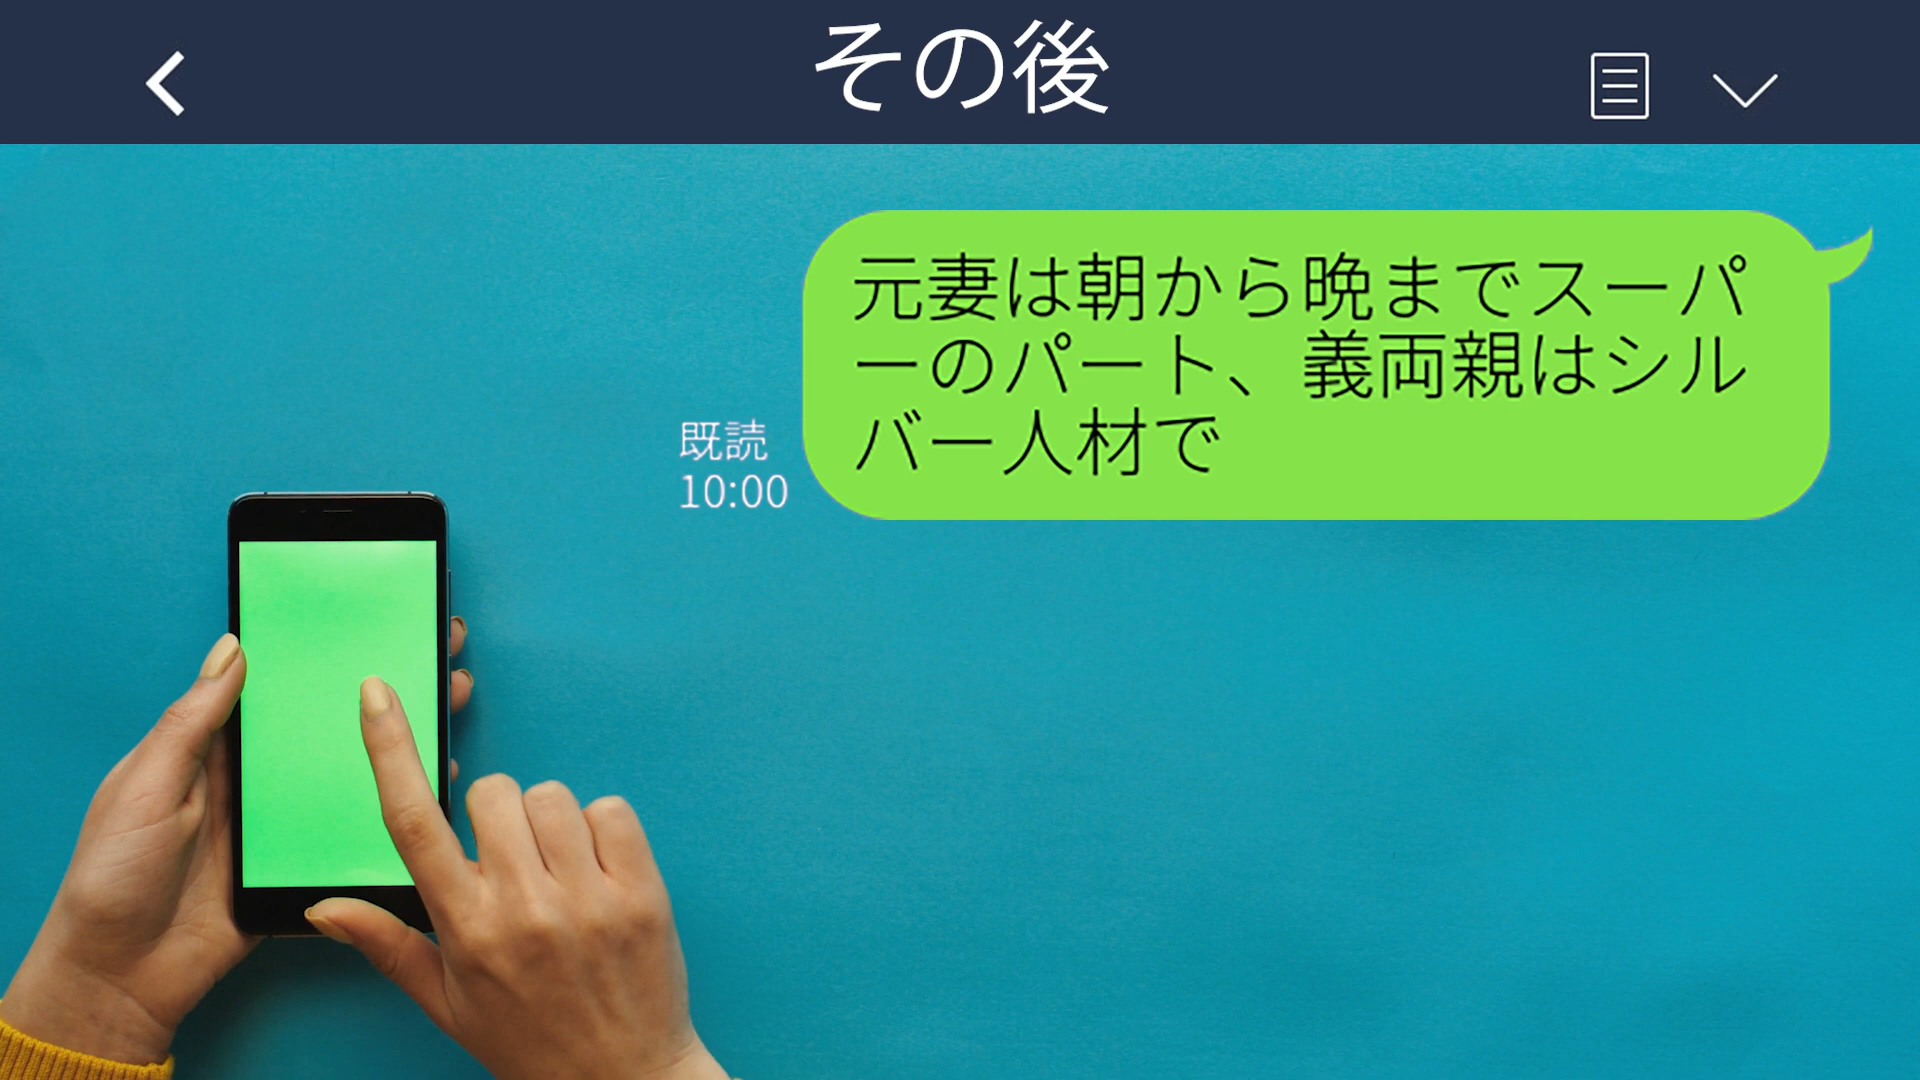 その後
元妻は朝から晩までスーパ
ーのパート、義両親はシル
バー人材で
既読
10:00